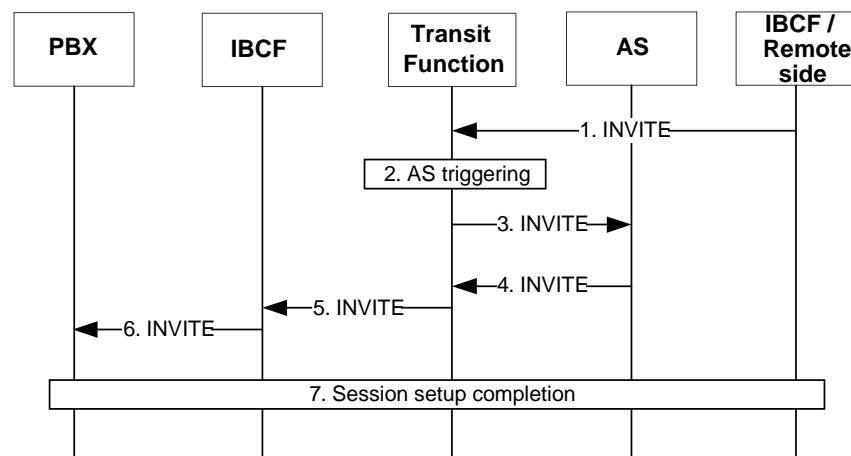 PBX
IBCF
Transit
Function
AS
IBCF /
Remote
side
1. INVITE
2. AS triggering
3. INVITE
4. INVITE
5. INVITE
6. INVITE
7. Session setup completion